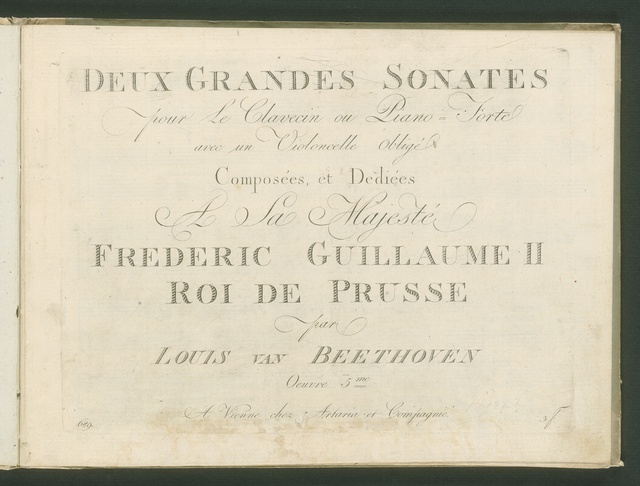 DEUX GRANDES SONATES
pour Le Clavecin ou Piano=Forte
avec un Violoncelle obligé
Composées, et Dediées
A Sa Majesté
FREDERIC GUILLAUME II
ROI DE PRUSSE
par
LOUIS VAN BEETHOVEN
Oeuvre 5me
A Vienne chez Artaria et Compagnie
689.